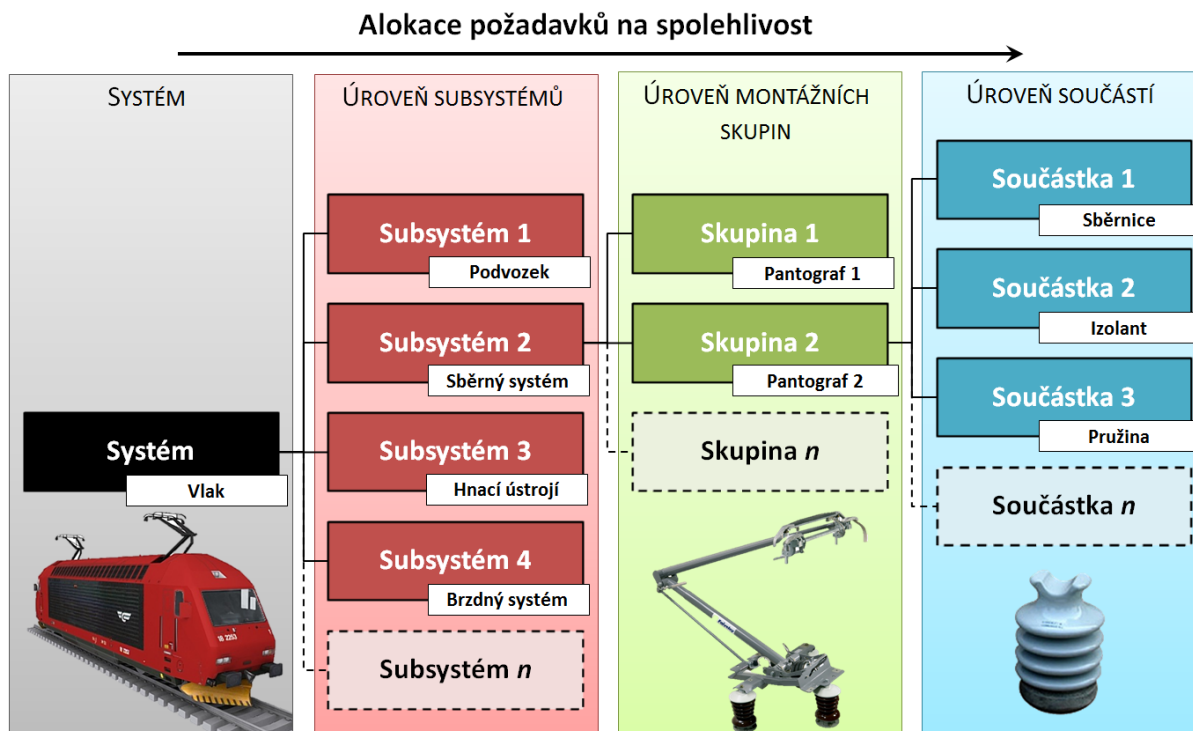 Alokace požadavků na spolehlivost
SYSTÉM
Systém
Vlak
18 2253
ÚROVEŇ SUBSYSTÉMŮ
Subsystém 1
Podvozek
Subsystém 2
Sběrný systém
Subsystém 3
Hnací ústrojí
Subsystém 4
Brzdný systém
Subsystém n
ÚROVEŇ MONTÁŽNÍCH
SKUPIN
Skupina 1
Pantograf 1
Skupina 2
Pantograf 2
Skupina n
ÚROVEŇ SOUČÁSTÍ
Součástka 1
Sběrnice
Součástka 2
Izolant
Součástka 3
Pružina
Součástka n